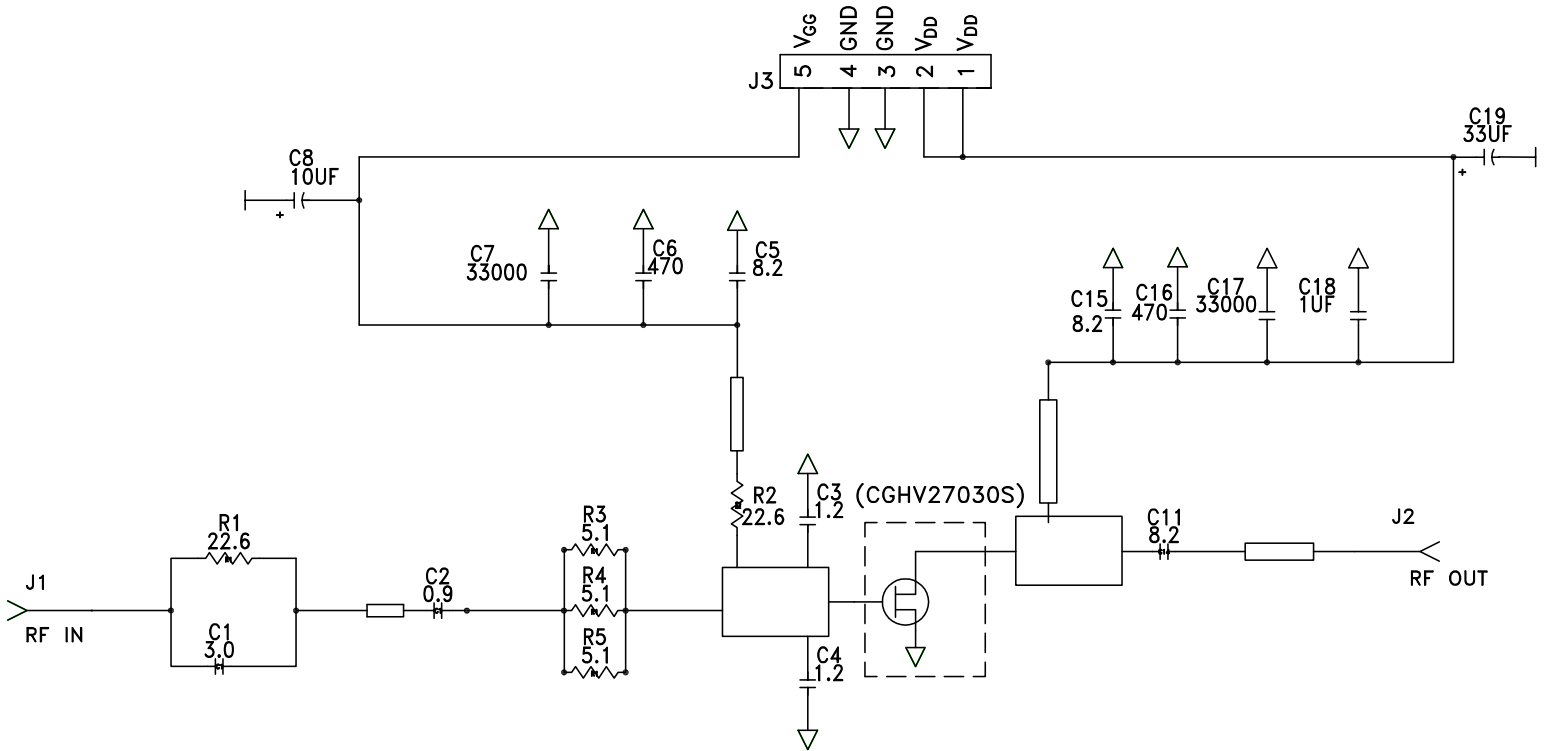 VGG
GND
GND
VDD
VDD
J3
5
4
3
2
1
C8
10UF
+
C19
33UF
+
C7
33000
C6
470
C5
8.2
C15
8.2
C16
470
C17
33000
C18
1UF
R2
22.6
C3
1.2
(CGHV27030S)
C11
8.2
J2
RF OUT
J1
RF IN
R1
22.6
C1
3.0
C2
0.9
R3
5.1
R4
5.1
R5
5.1
C4
1.2